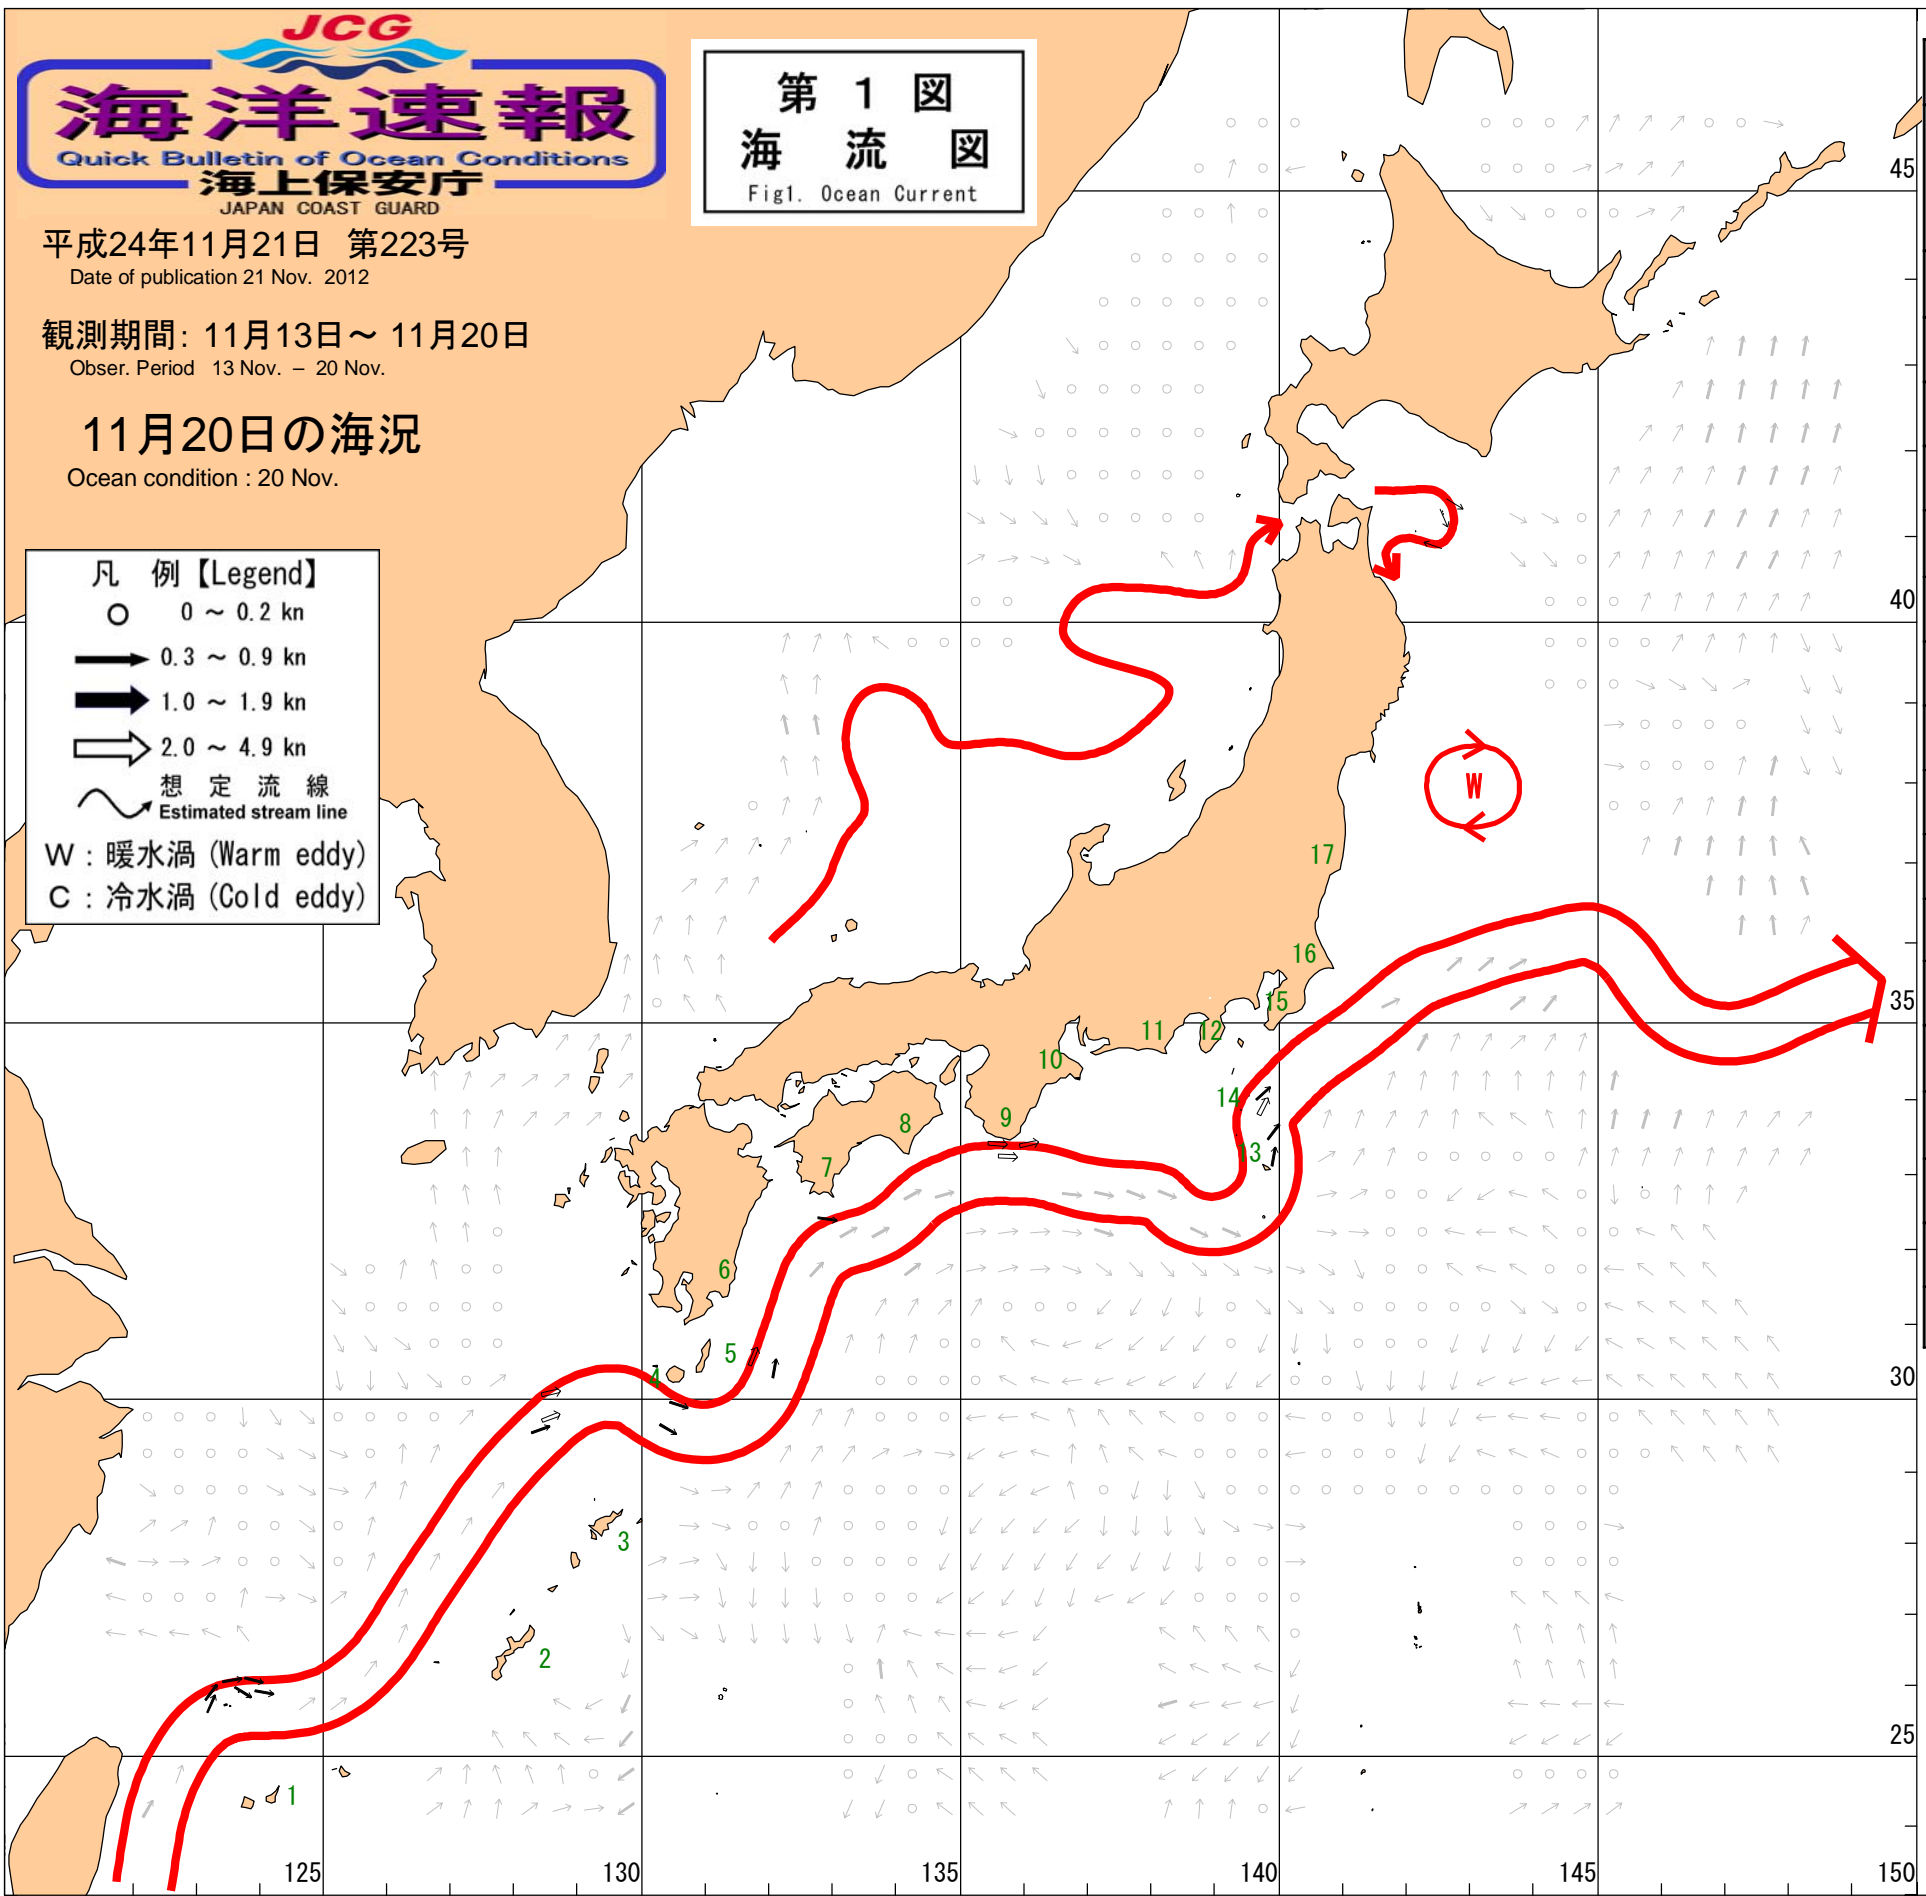 JCG
海洋速報
Quick Bulletin of Ocean Conditions
海上保安庁
JAPAN COAST GUARD
平成24年11月21日 第223号
Date of publication 21 Nov. 2012
観測期間: 11月13日～ 11月20日
Obser. Period 13 Nov. – 20 Nov.
11月20日の海況
Ocean condition : 20 Nov.
第 1 図
海 流 図
Fig1. Ocean Current
凡 例【Legend】
0 ～ 0.2 kn
0.3 ～ 0.9 kn
1.0 ～ 1.9 kn
2.0 ～ 4.9 kn
想 定 流 線
Estimated stream line
W : 暖水渦 (Warm eddy)
C : 冷水渦 (Cold eddy)
45
40
W
17
16
35
15
12
11
10
14
9
8
13
7
6
5
4
30
3
2
25
1
125
130
135
140
145
150